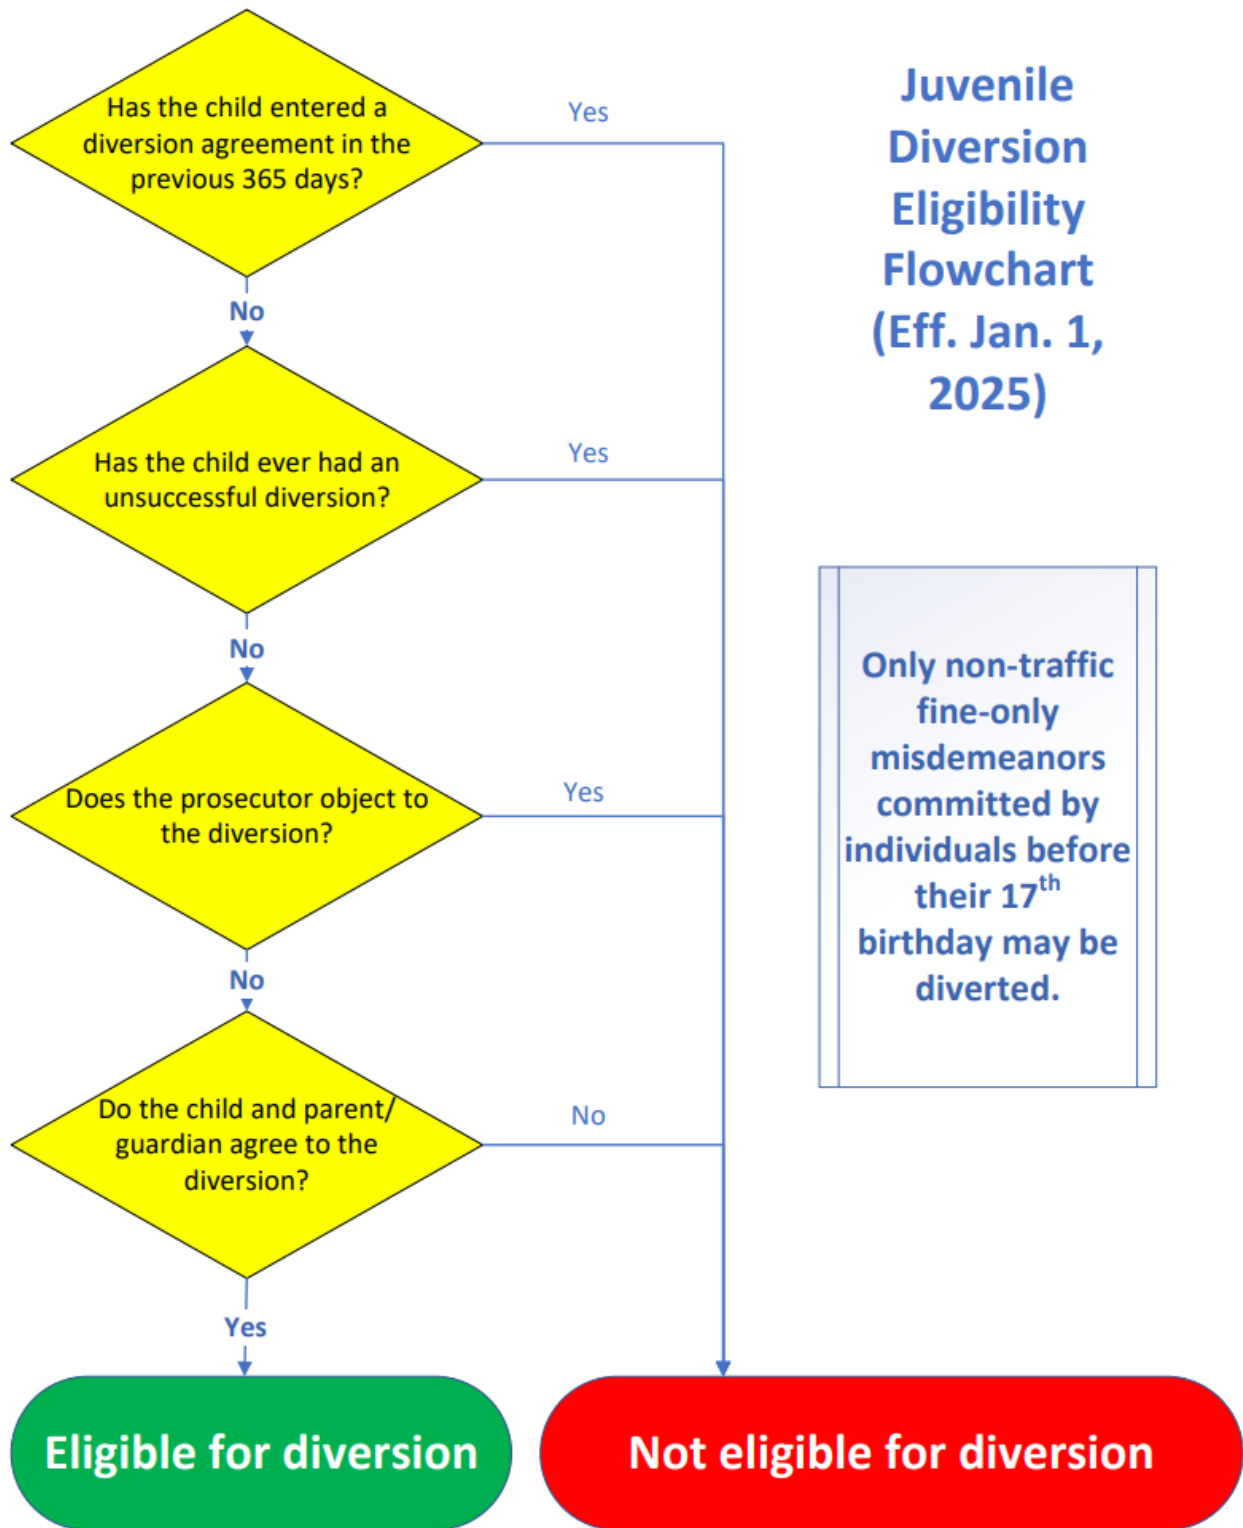 Juvenile
Diversion
Eligibility
Flowchart
(Eff. Jan. 1,
2025)
Has the child entered a
diversion agreement in the
previous 365 days?
Yes
No
Has the child ever had an
unsuccessful diversion?
Yes
No
Does the prosecutor object to
the diversion?
Yes
No
Do the child and parent/
guardian agree to the
diversion?
No
Yes
Eligible for diversion
Not eligible for diversion
Only non-traffic
fine-only
misdemeanors
committed by
individuals before
their 17th
birthday may be
diverted.